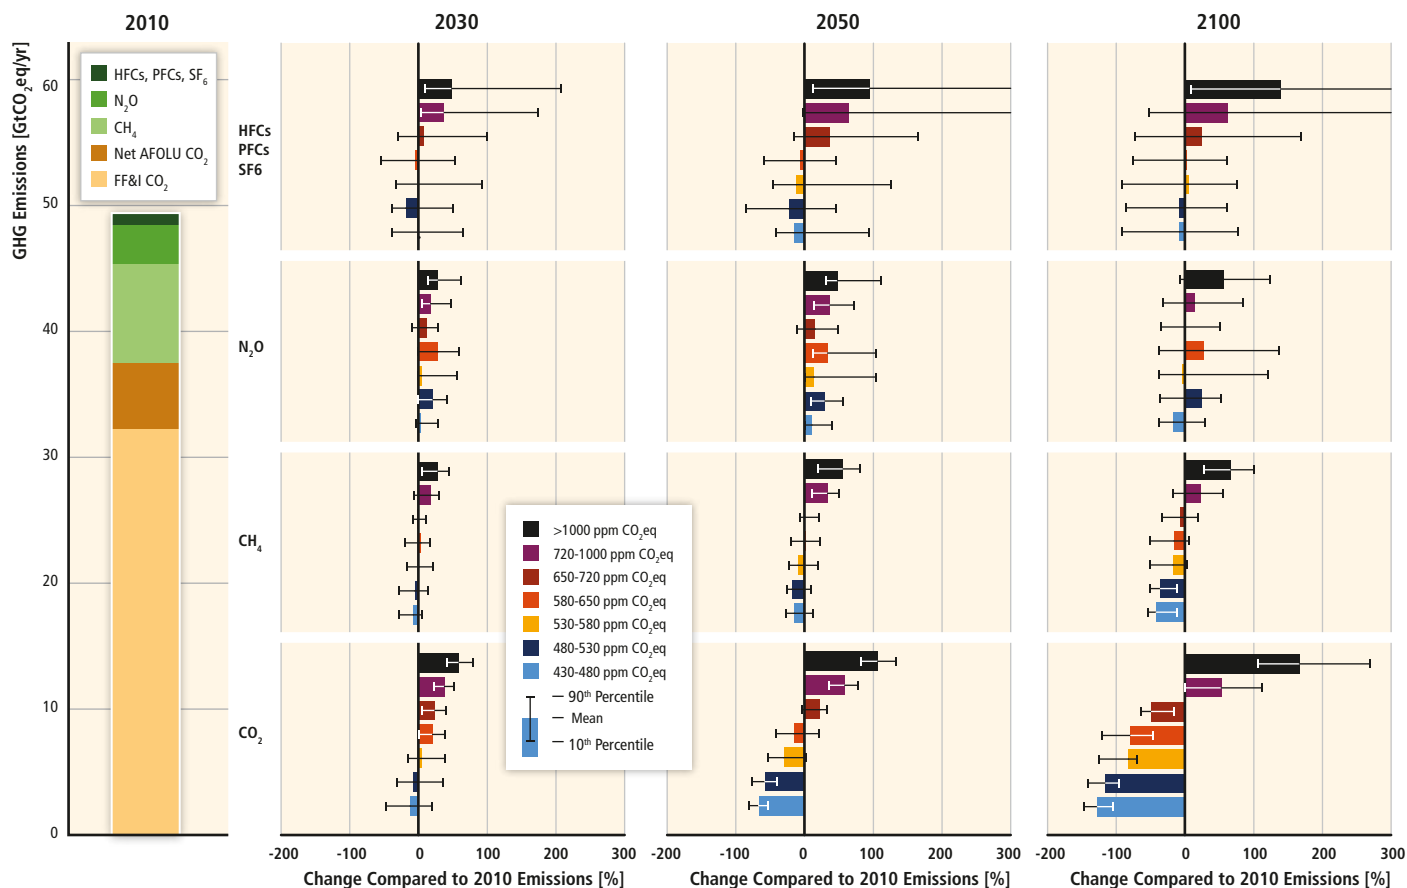 2010
2030
2050
2100
GHG Emissions [GtCO₂eq/yr]
60
50
40
30
20
10
0
HFCs, PFCs, SF₆
N₂O
CH₄
Net AFOLU CO₂
FF&I CO₂
HFCs
PFCs
SF6
N₂O
CH₄
CO₂
>1000 ppm CO₂eq
720-1000 ppm CO₂eq
650-720 ppm CO₂eq
580-650 ppm CO₂eq
530-580 ppm CO₂eq
480-530 ppm CO₂eq
430-480 ppm CO₂eq
90th Percentile
Mean
10th Percentile
-200 -100 0 100 200 300
-200 -100 0 100 200 300
-200 -100 0 100 200 300
Change Compared to 2010 Emissions [%]
Change Compared to 2010 Emissions [%]
Change Compared to 2010 Emissions [%]